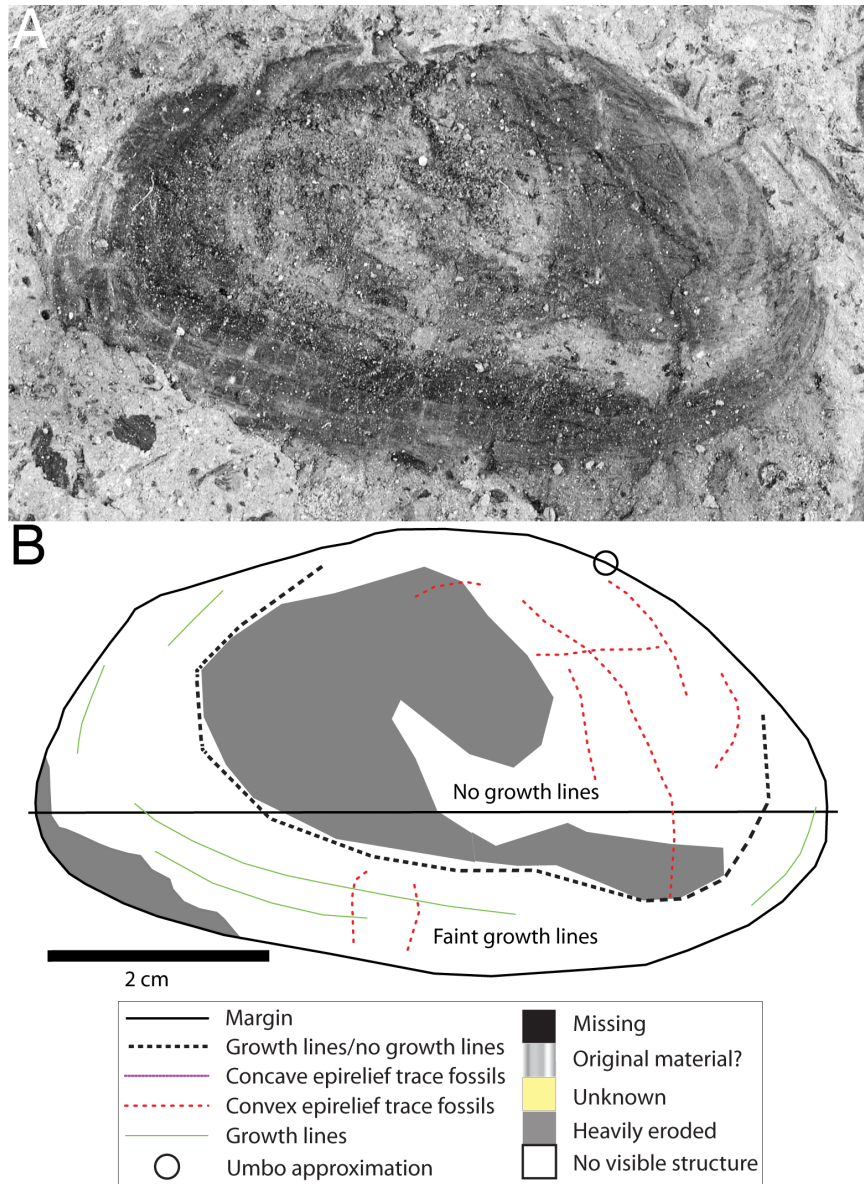 A
B
No growth lines
Faint growth lines
2 cm
Margin
Growth lines/no growth lines
Concave epirelief trace fossils
Convex epirelief trace fossils
Growth lines
Umbo approximation
Missing
Original material?
Unknown
Heavily eroded
No visible structure